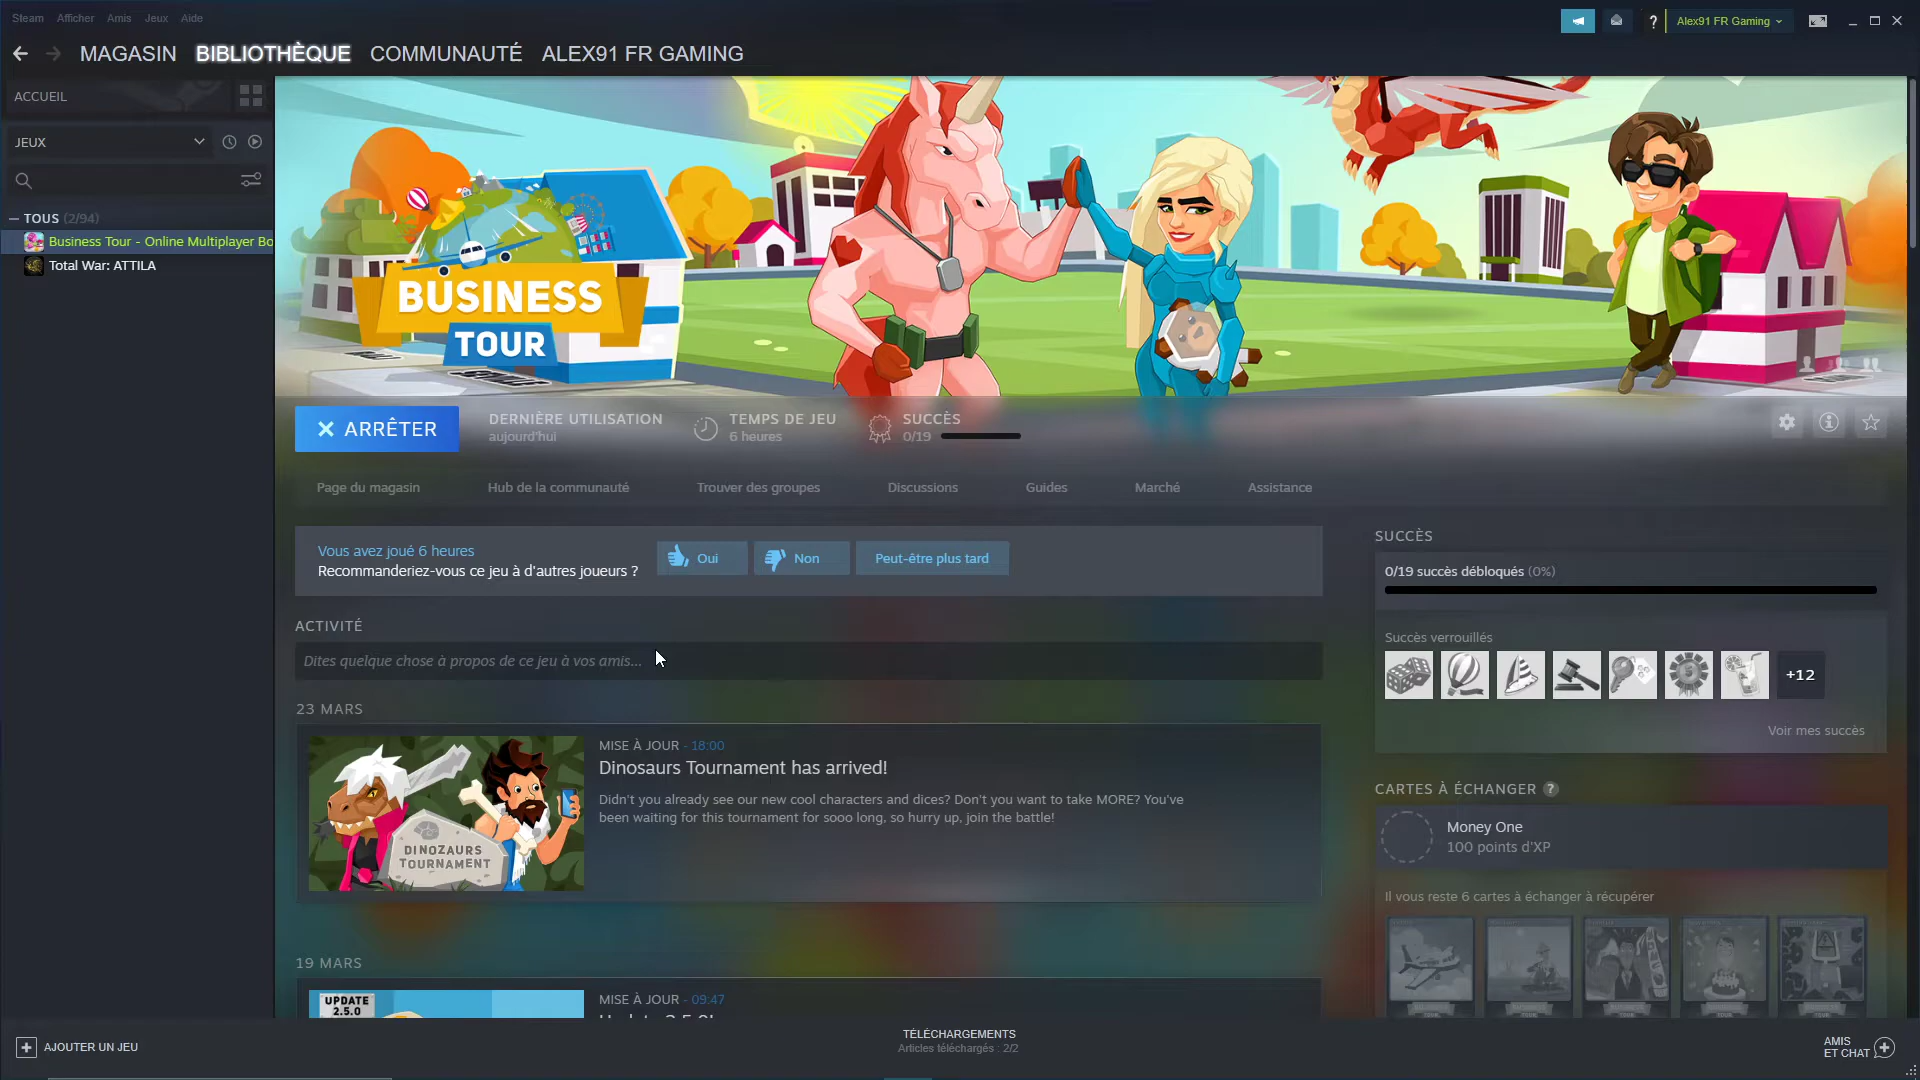 Steam Afficher Amis Jeux Aide
? Alex91 FR Gaming
MAGASIN BIBLIOTHÈQUE COMMUNAUTÉ ALEX91 FR GAMING
ACCUEIL
JEUX
TOUS (2/94)
Business Tour - Online Multiplayer Bo
Total War: ATTILA
BUSINESS
TOUR
ARRÊTER
DERNIÈRE UTILISATION
aujourd'hui
TEMPS DE JEU
6 heures
SUCCÈS
0/19
Page du magasin Hub de la communauté Trouver des groupes Discussions Guides Marché Assistance
Vous avez joué 6 heures
Recommanderiez-vous ce jeu à d'autres joueurs ?
Oui Non Peut-être plus tard
ACTIVITÉ
Dites quelque chose à propos de ce jeu à vos amis...
23 MARS
DINOZAURS
TOURNAMENT
MISE À JOUR - 18:00
Dinosaurs Tournament has arrived!
Didn't you already see our new cool characters and dices? Don't you want to take MORE? You've
been waiting for this tournament for sooo long, so hurry up, join the battle!
19 MARS
UPDATE
2.5.0
MISE À JOUR - 09:47
SUCCÈS
0/19 succès débloqués (0%)
Succès verrouillés
+12
Voir mes succès
CARTES À ÉCHANGER ?
Money One
100 points d'XP
Il vous reste 6 cartes à échanger à récupérer
AJOUTER UN JEU
TÉLÉCHARGEMENTS
Articles téléchargés : 2/2
AMIS
ET CHAT